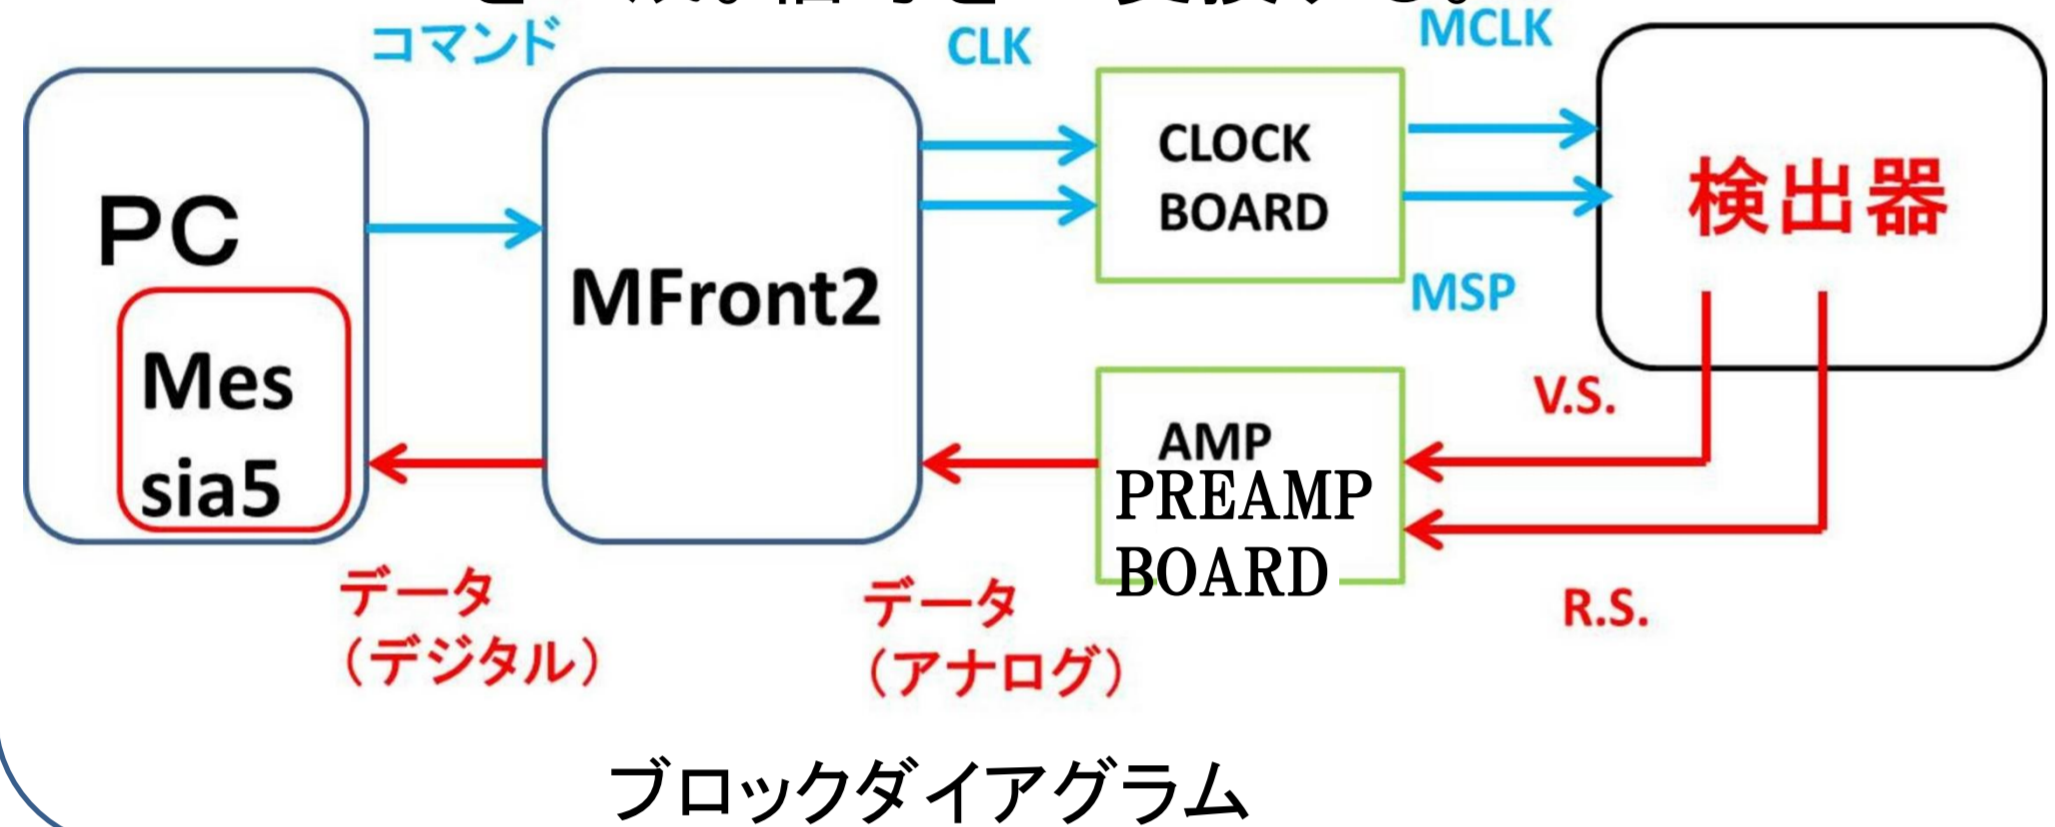 コマンド
CLK
MCLK
PC
Mes
sia5
MFront2
CLOCK
BOARD
検出器
MSP
AMP
PREAMP
BOARD
V.S.
R.S.
データ
(デジタル)
データ
(アナログ)
ブロックダイアグラム